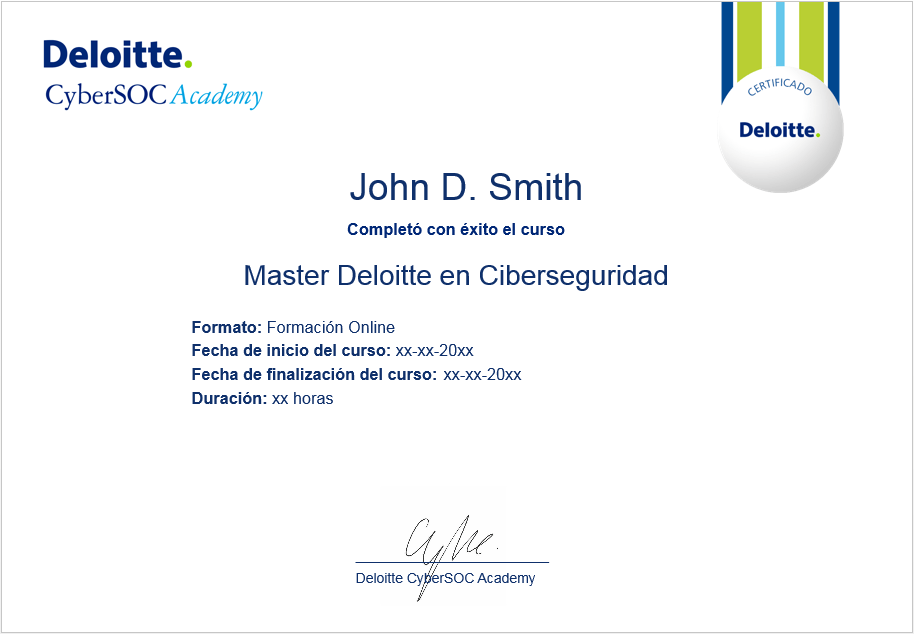 Deloitte.
CyberSOC Academy
CERTIFICADO
Deloitte.
John D. Smith
Completó con éxito el curso
Master Deloitte en Ciberseguridad
Formato: Formación Online
Fecha de inicio del curso: xx-xx-20xx
Fecha de finalización del curso: xx-xx-20xx
Duración: xx horas
Deloitte CyberSOC Academy